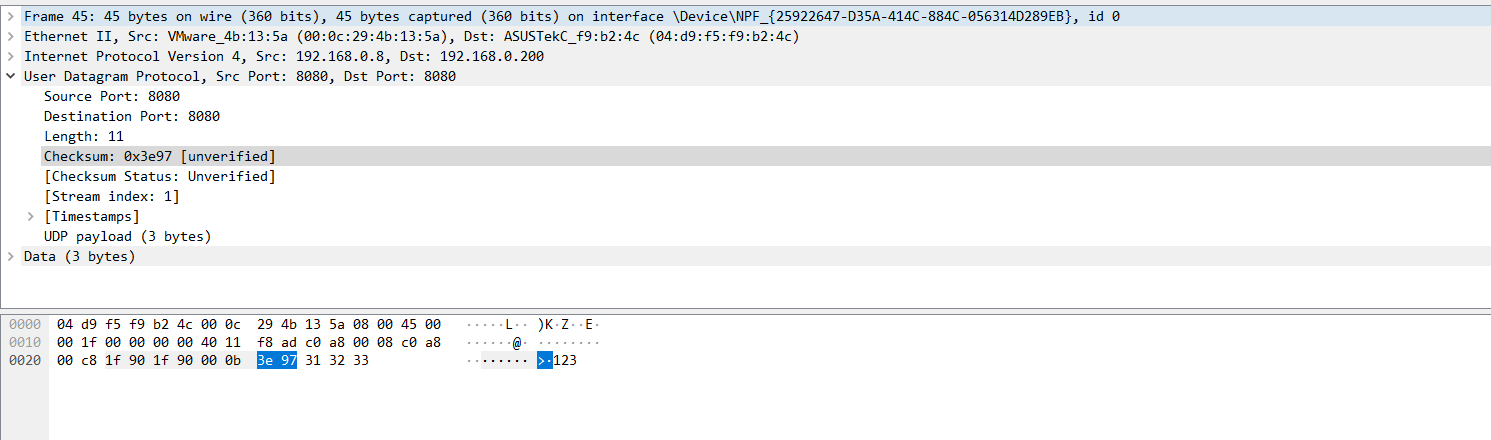 Frame 45: 45 bytes on wire (360 bits), 45 bytes captured (360 bits) on interface \Device\NPF_{25922647-D35A-414C-884C-056314D289EB}, id 0
Ethernet II, Src: VMware_4b:13:5a (00:0c:29:4b:13:5a), Dst: ASUSTekC_f9:b2:4c (04:d9:f5:f9:b2:4c)
Internet Protocol Version 4, Src: 192.168.0.8, Dst: 192.168.0.200
User Datagram Protocol, Src Port: 8080, Dst Port: 8080
Source Port: 8080
Destination Port: 8080
Length: 11
Checksum: 0x3e97 [unverified]
[Checksum Status: Unverified]
[Stream index: 1]
[Timestamps]
UDP payload (3 bytes)
Data (3 bytes)
0000 04 d9 f5 f9 b2 4c 00 0c 29 4b 13 5a 08 00 45 00 ·····L·· )K·Z··E·
0010 00 1f 00 00 00 00 40 11 f8 ad c0 a8 00 08 c0 a8 ······@· ········
0020 00 c8 1f 90 1f 90 00 0b 3e 97 31 32 33 ········ >·123